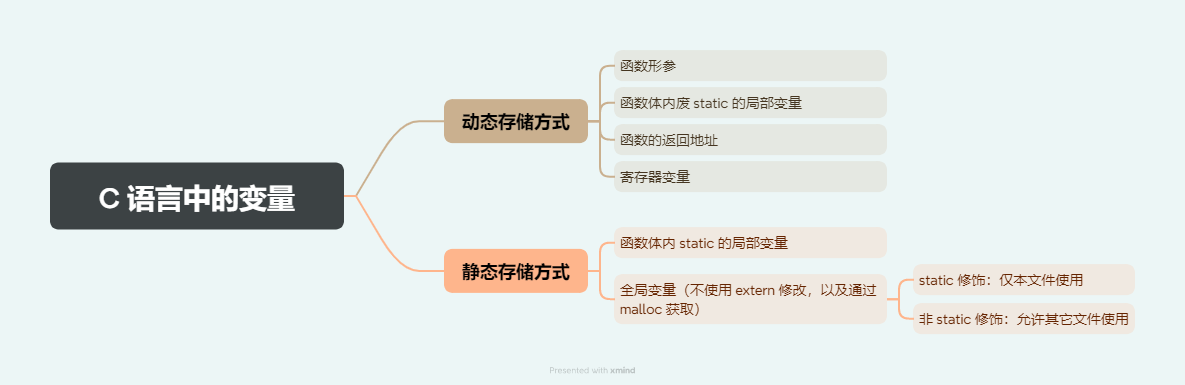 函数形参
函数体内废 static 的局部变量
动态存储方式
函数的返回地址
寄存器变量
C 语言中的变量
函数体内 static 的局部变量
静态存储方式
全局变量（不使用 extern 修改，以及通过
malloc 获取）
static 修饰：仅本文件使用
非 static 修饰：允许其它文件使用
Presented with xmind